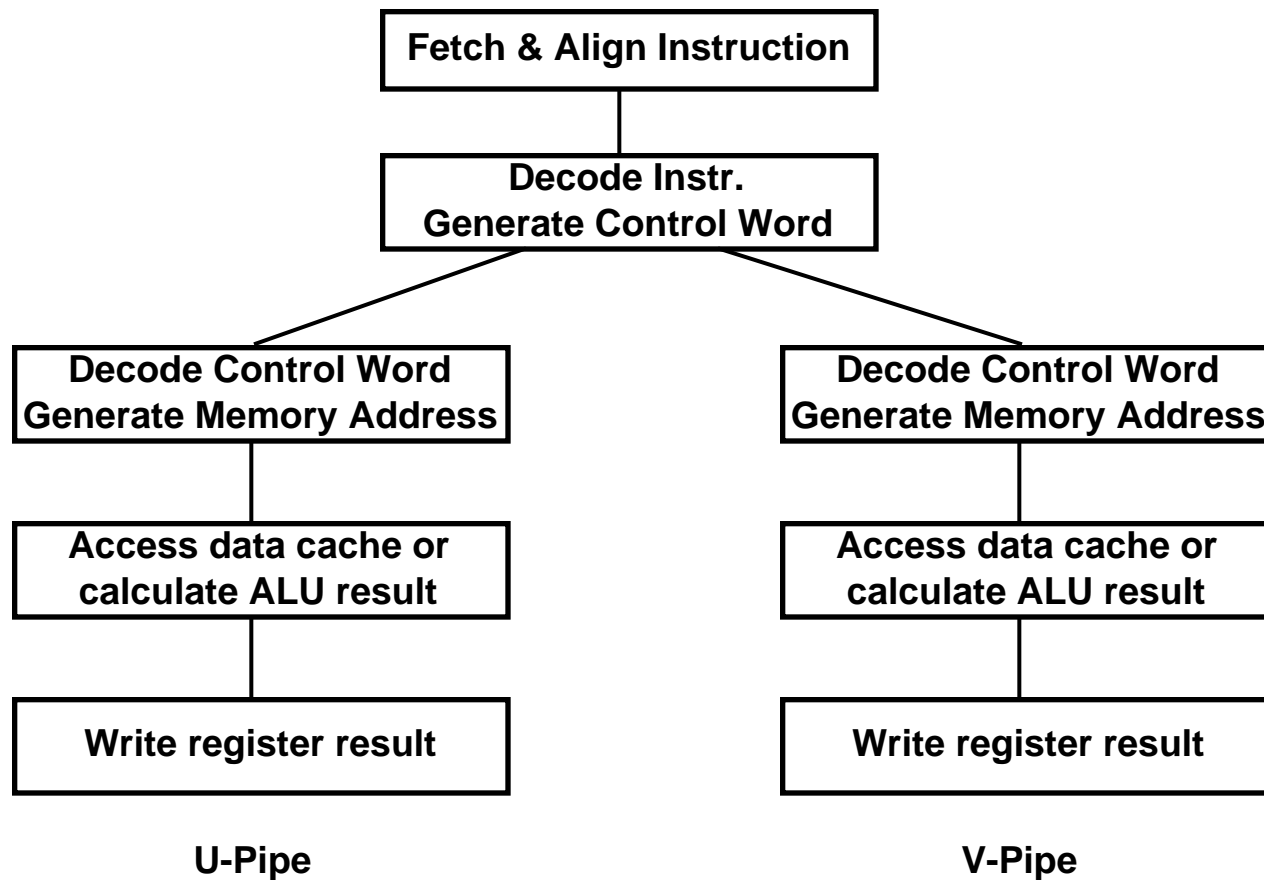 Fetch & Align Instruction
Decode Instr.
Generate Control Word
Decode Control Word
Generate Memory Address
Decode Control Word
Generate Memory Address
Access data cache or
calculate ALU result
Access data cache or
calculate ALU result
Write register result
Write register result
U-Pipe
V-Pipe